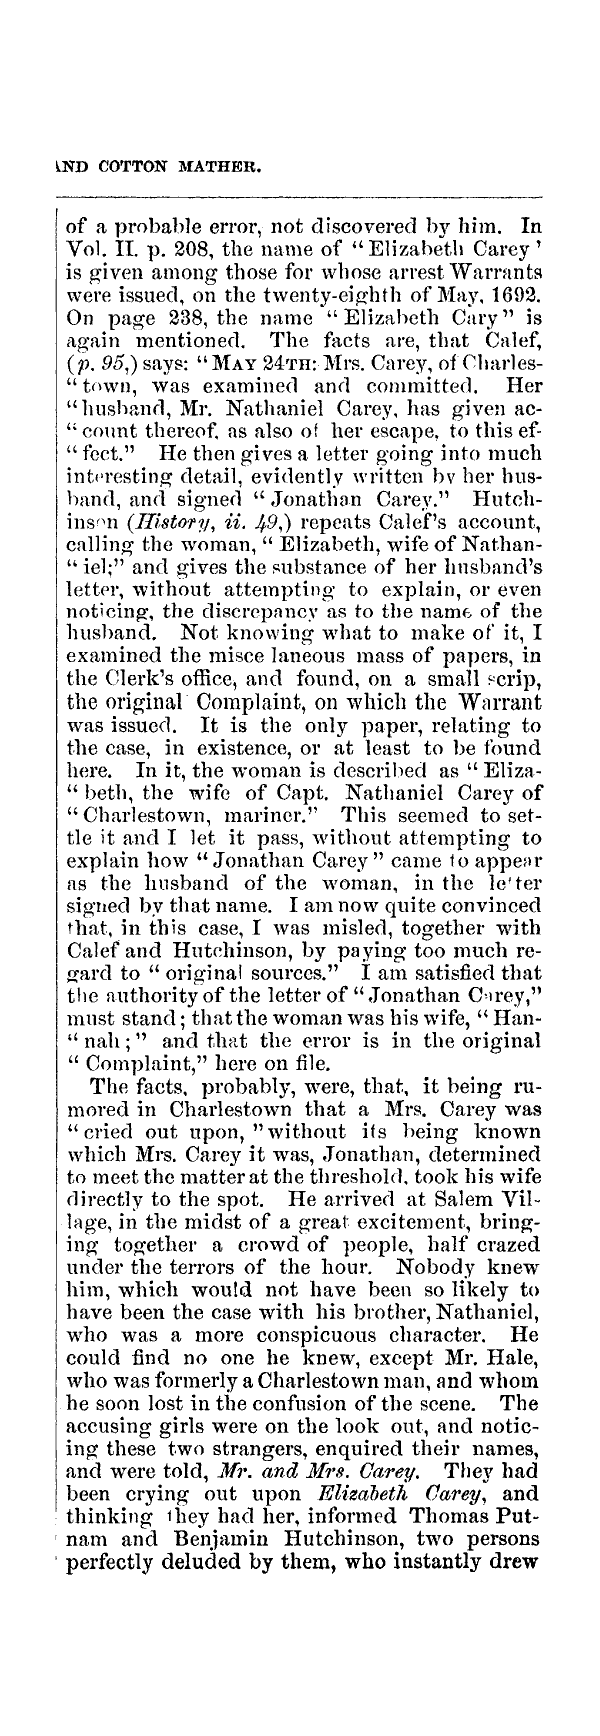 AND COTTON MATHER.
of a probable error, not discovered by him. In
Vol. II. p. 208, the name of “Elizabeth Carey’
is given among those for whose arrest Warrants
were issued, on the twenty-eighth of May, 1692.
On page 238, the name “Elizabeth Cary” is
again mentioned. The facts are, that Calef,
(p. 95,) says: “MAY 24TH: Mrs. Carey, of Charles-
“town, was examined and committed. Her
“husband, Mr. Nathaniel Carey, has given ac-
“count thereof, as also of her escape, to this ef-
“fect.” He then gives a letter going into much
interesting detail, evidently written by her hus-
band, and signed “Jonathan Carey.” Hutch-
inson (History, ii. 49,) repeats Calef's account,
calling the woman, “Elizabeth, wife of Nathan-
“iel;” and gives the substance of her husband's
letter, without attempting to explain, or even
noticing, the discrepancy as to the name of the
husband. Not knowing what to make of it, I
examined the misce laneous mass of papers, in
the Clerk's office, and found, on a small scrip,
the original Complaint, on which the Warrant
was issued. It is the only paper, relating to
the case, in existence, or at least to be found
here. In it, the woman is described as “Eliza-
“beth, the wife of Capt. Nathaniel Carey of
“Charlestown, mariner.” This seemed to set-
tle it and I let it pass, without attempting to
explain how “Jonathan Carey” came to appear
as the husband of the woman, in the letter
signed by that name. I am now quite convinced
that, in this case, I was misled, together with
Calef and Hutchinson, by paying too much re-
gard to “original sources.” I am satisfied that
the authority of the letter of “Jonathan Carey,”
must stand; that the woman was his wife, “Han-
“nah;” and that the error is in the original
“Complaint,” here on file.
The facts, probably, were, that, it being ru-
mored in Charlestown that a Mrs. Carey was
“cried out upon,” without its being known
which Mrs. Carey it was, Jonathan, determined
to meet the matter at the threshold, took his wife
directly to the spot. He arrived at Salem Vil-
lage, in the midst of a great excitement, bring-
ing together a crowd of people, half crazed
under the terrors of the hour. Nobody knew
him, which would not have been so likely to
have been the case with his brother, Nathaniel,
who was a more conspicuous character. He
could find no one he knew, except Mr. Hale,
who was formerly a Charlestown man, and whom
he soon lost in the confusion of the scene. The
accusing girls were on the look out, and notic-
ing these two strangers, enquired their names,
and were told, Mr. and Mrs. Carey. They had
been crying out upon Elizabeth Carey, and
thinking they had her, informed Thomas Put-
nam and Benjamin Hutchinson, two persons
perfectly deluded by them, who instantly drew